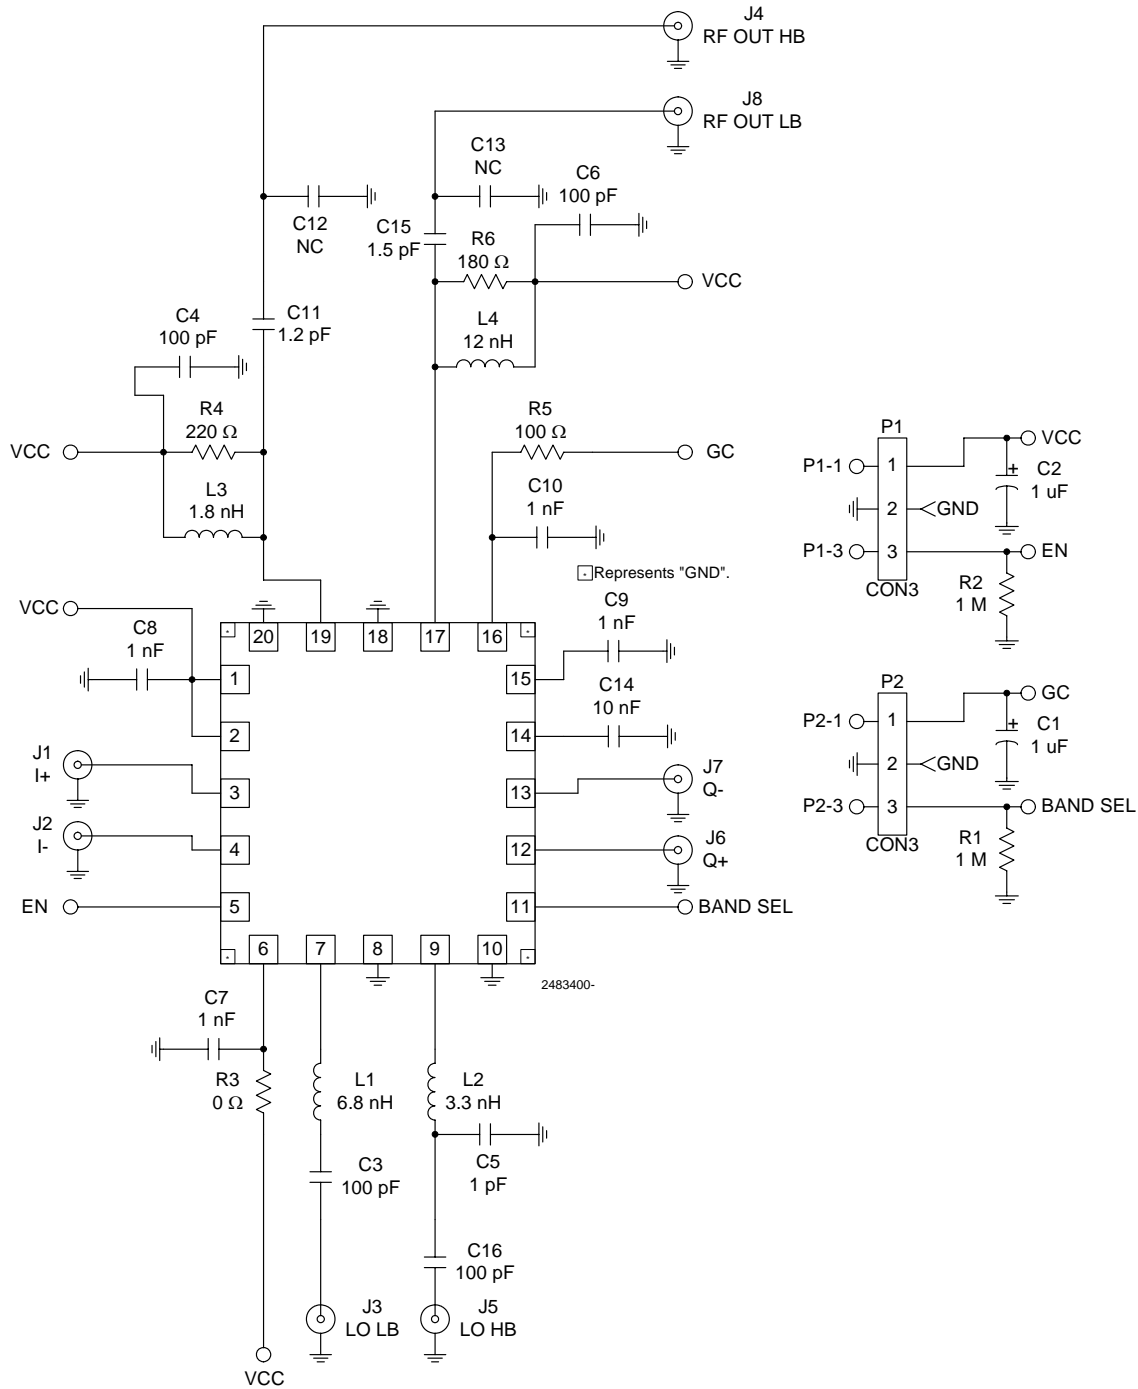 J4
RF OUT HB
J8
RF OUT LB
C13
NC
C6
100 pF
C12
NC
C15
1.5 pF
R6
180 Ω
VCC
C4
100 pF
C11
1.2 pF
L4
12 nH
R4
220 Ω
VCC
R5
100 Ω
GC
L3
1.8 nH
C10
1 nF
Represents "GND".
VCC
C8
1 nF
C9
1 nF
C14
10 nF
20
19
18
17
16
1
2
3
4
5
15
14
13
12
11
6
7
8
9
10
J1
I+
J2
I-
EN
J7
Q-
J6
Q+
BAND SEL
2483400-
C7
1 nF
R3
0 Ω
VCC
L1
6.8 nH
C3
100 pF
J3
LO LB
L2
3.3 nH
C5
1 pF
C16
100 pF
J5
LO HB
P1
P1-1
1
VCC
+
C2
1 uF
2
GND
P1-3
3
EN
CON3
R2
1 M
P2
P2-1
1
GC
+
C1
1 uF
2
GND
P2-3
3
BAND SEL
CON3
R1
1 M